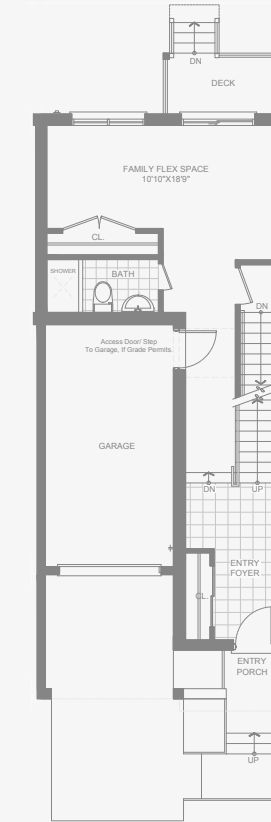 DN
DECK
FAMILY FLEX SPACE
10'10"X18'9"
CL.
SHOWER
BATH
DN
Access Door/ Step
To Garage, If Grade Permits.
GARAGE
DN
UP
ENTRY
FOYER
CL.
ENTRY
PORCH
UP